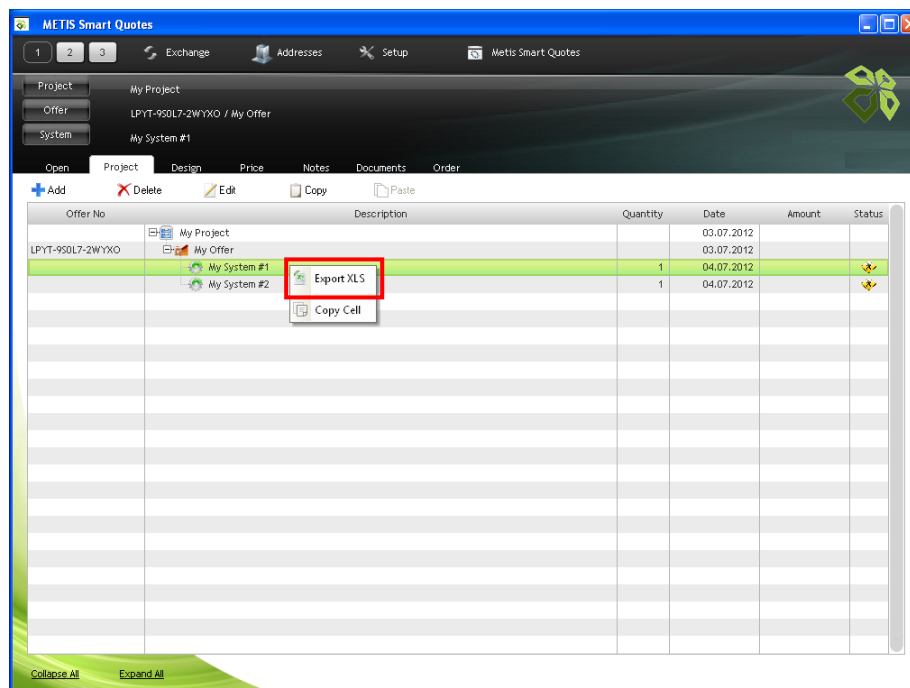 METIS Smart Quotes
1 2 3 Exchange Addresses Setup Metis Smart Quotes
Project My Project
Offer LPYT-9S0L7-2WYXO / My Offer
System My System #1
Open Project Design Price Notes Documents Order
Add Delete Edit Copy Paste
Offer No Description Quantity Date Amount Status
My Project 03.07.2012
LPYT-9S0L7-2WYXO My Offer 03.07.2012
My System #1 1 04.07.2012
My System #2 1 04.07.2012
Export XLS
Copy Cell
Collapse All Expand All